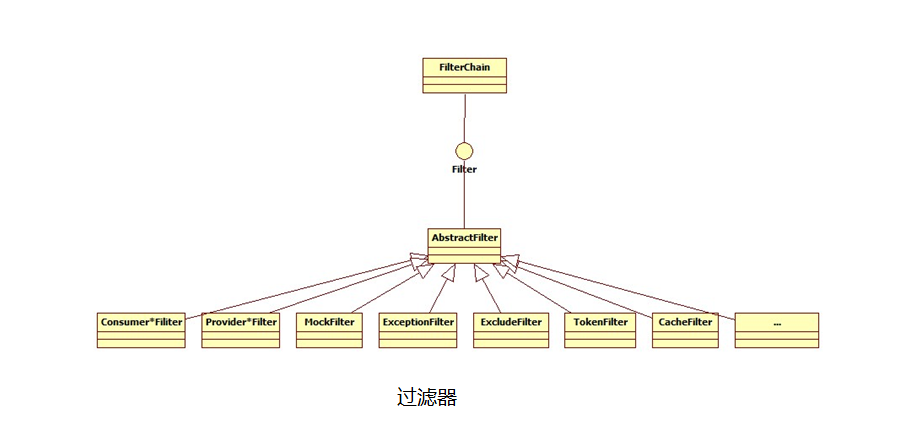 FilterChain
Filter
AbstractFilter
Consumer*Filiter Provider*Filter MockFilter ExceptionFilter ExcludeFilter TokenFilter CacheFilter ...
过滤器